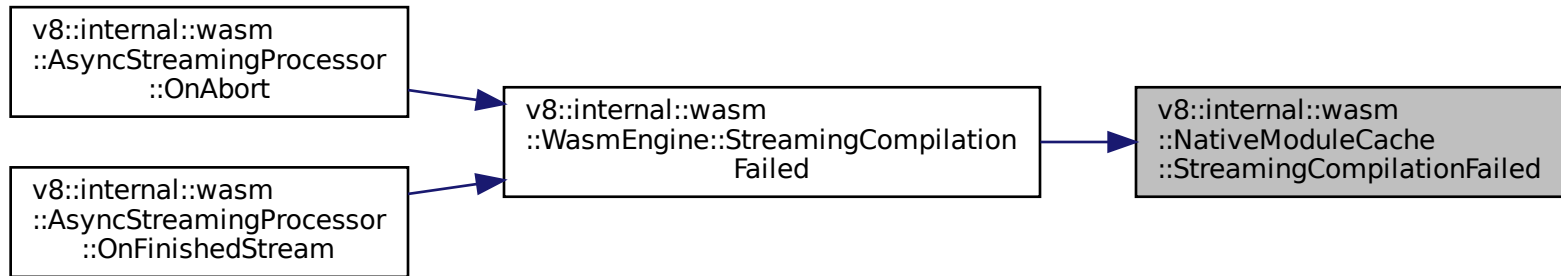 v8::internal::wasm
::AsyncStreamingProcessor
::OnAbort
v8::internal::wasm
::AsyncStreamingProcessor
::OnFinishedStream
v8::internal::wasm
::WasmEngine::StreamingCompilation
Failed
v8::internal::wasm
::NativeModuleCache
::StreamingCompilationFailed